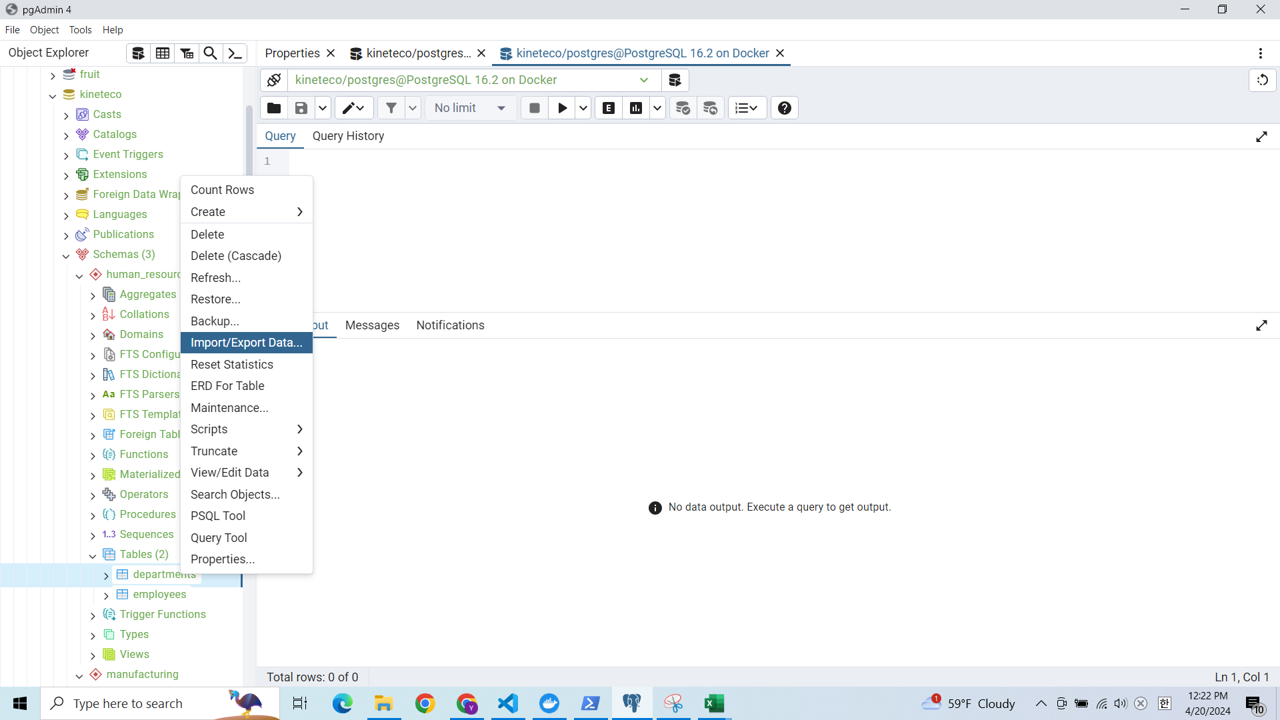 pgAdmin 4
File Object Tools Help
Object Explorer
Properties
kineteco/postgres...
kineteco/postgres@PostgreSQL 16.2 on Docker
kineteco/postgres@PostgreSQL 16.2 on Docker
No limit
E
Query
Query History
1
fruit
kineteco
Casts
Catalogs
Event Triggers
Extensions
Foreign Data Wrap
Languages
Publications
Schemas (3)
human_resourc
Aggregates
Collations
Domains
FTS Configu
FTS Dictiona
Aa FTS Parsers
FTS Templat
Foreign Tabl
Functions
Materialized
Operators
Procedures
1..3 Sequences
Tables (2)
departments
employees
Trigger Functions
Types
Views
manufacturing
Count Rows
Create
Delete
Delete (Cascade)
Refresh...
Restore...
Backup...
Import/Export Data...
Reset Statistics
ERD For Table
Maintenance...
Scripts
Truncate
View/Edit Data
Search Objects...
PSQL Tool
Query Tool
Properties...
put
Messages
Notifications
No data output. Execute a query to get output.
Total rows: 0 of 0
Ln 1, Col 1
Type here to search
1
59°F Cloudy
12:22 PM
4/20/2024
10